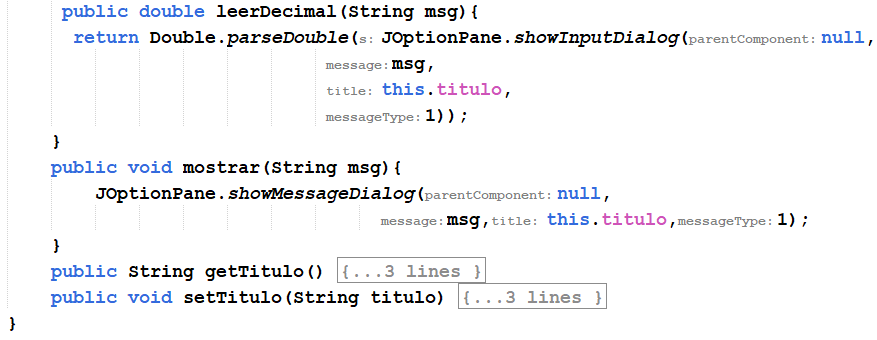 public double leerDecimal(String msg){
return Double.parseDouble(s: JOptionPane.showInputDialog(parentComponent: null,
message: msg,
title: this.titulo,
messageType: 1));
}
public void mostrar(String msg){
JOptionPane.showMessageDialog(parentComponent: null,
message: msg,title: this.titulo,messageType: 1);
}
public String getTitulo() {...3 lines }
public void setTitulo(String titulo) {...3 lines }
}